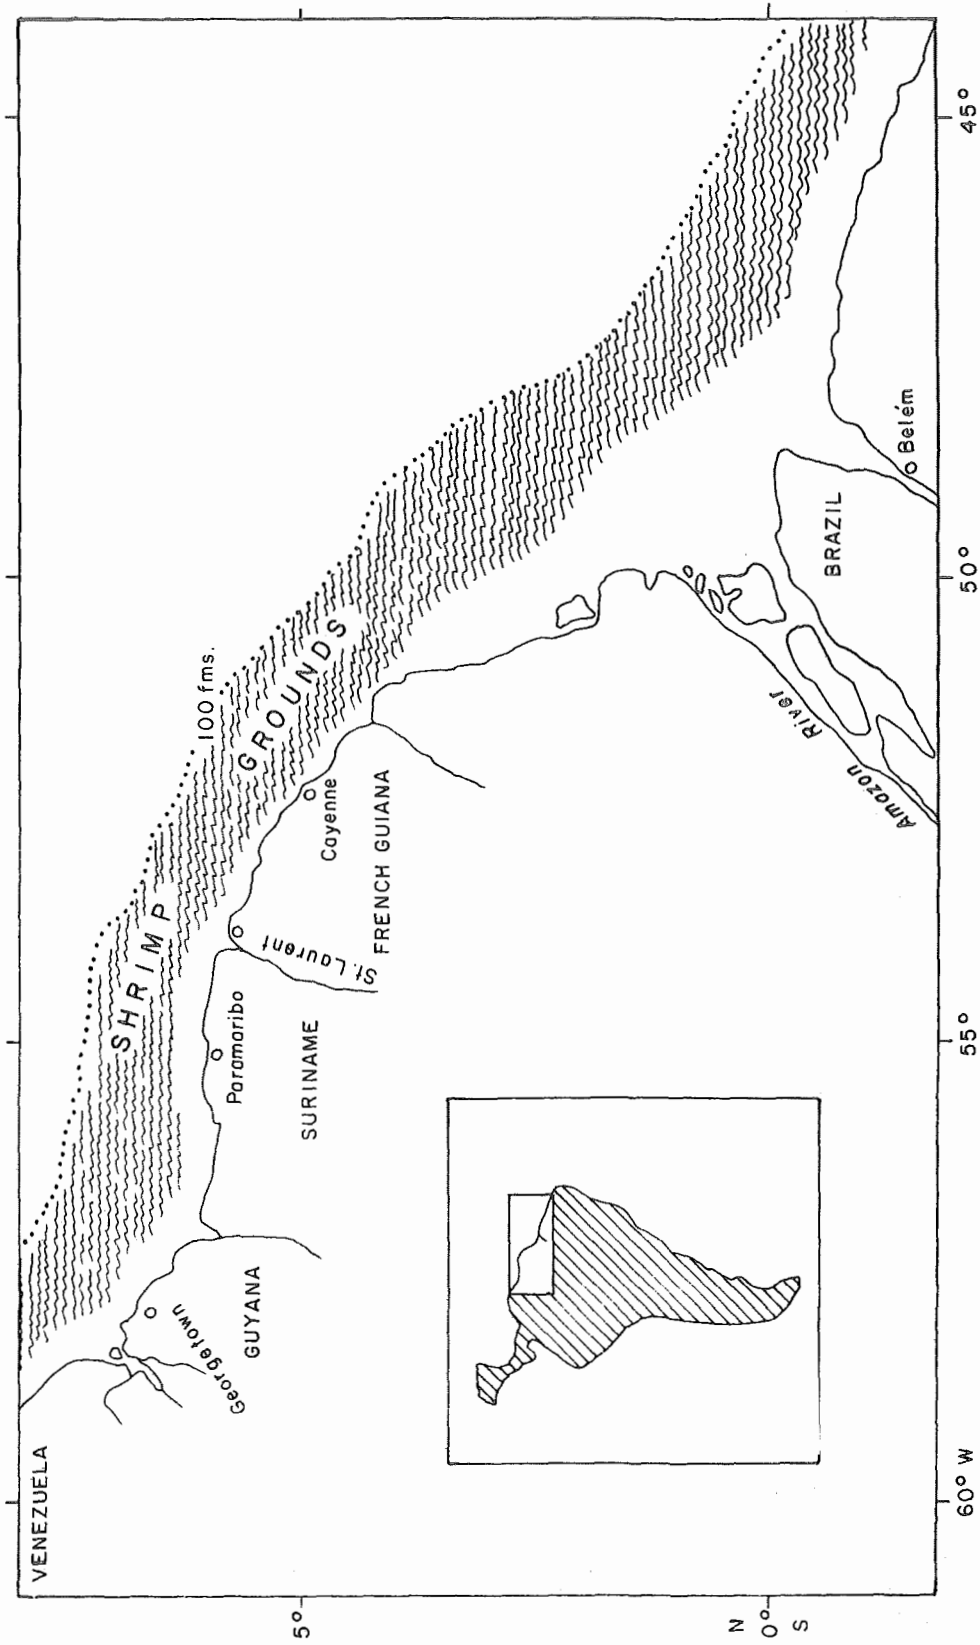 VENEZUELA
GUYANA
Georgetown
SURINAME
Paramaribo
St. Laurent
FRENCH GUIANA
Cayenne
SHRIMP GROUNDS
100 fms.
Amazon River
BRAZIL
Belém
5°
N
0°
S
60° W
55°
50°
45°